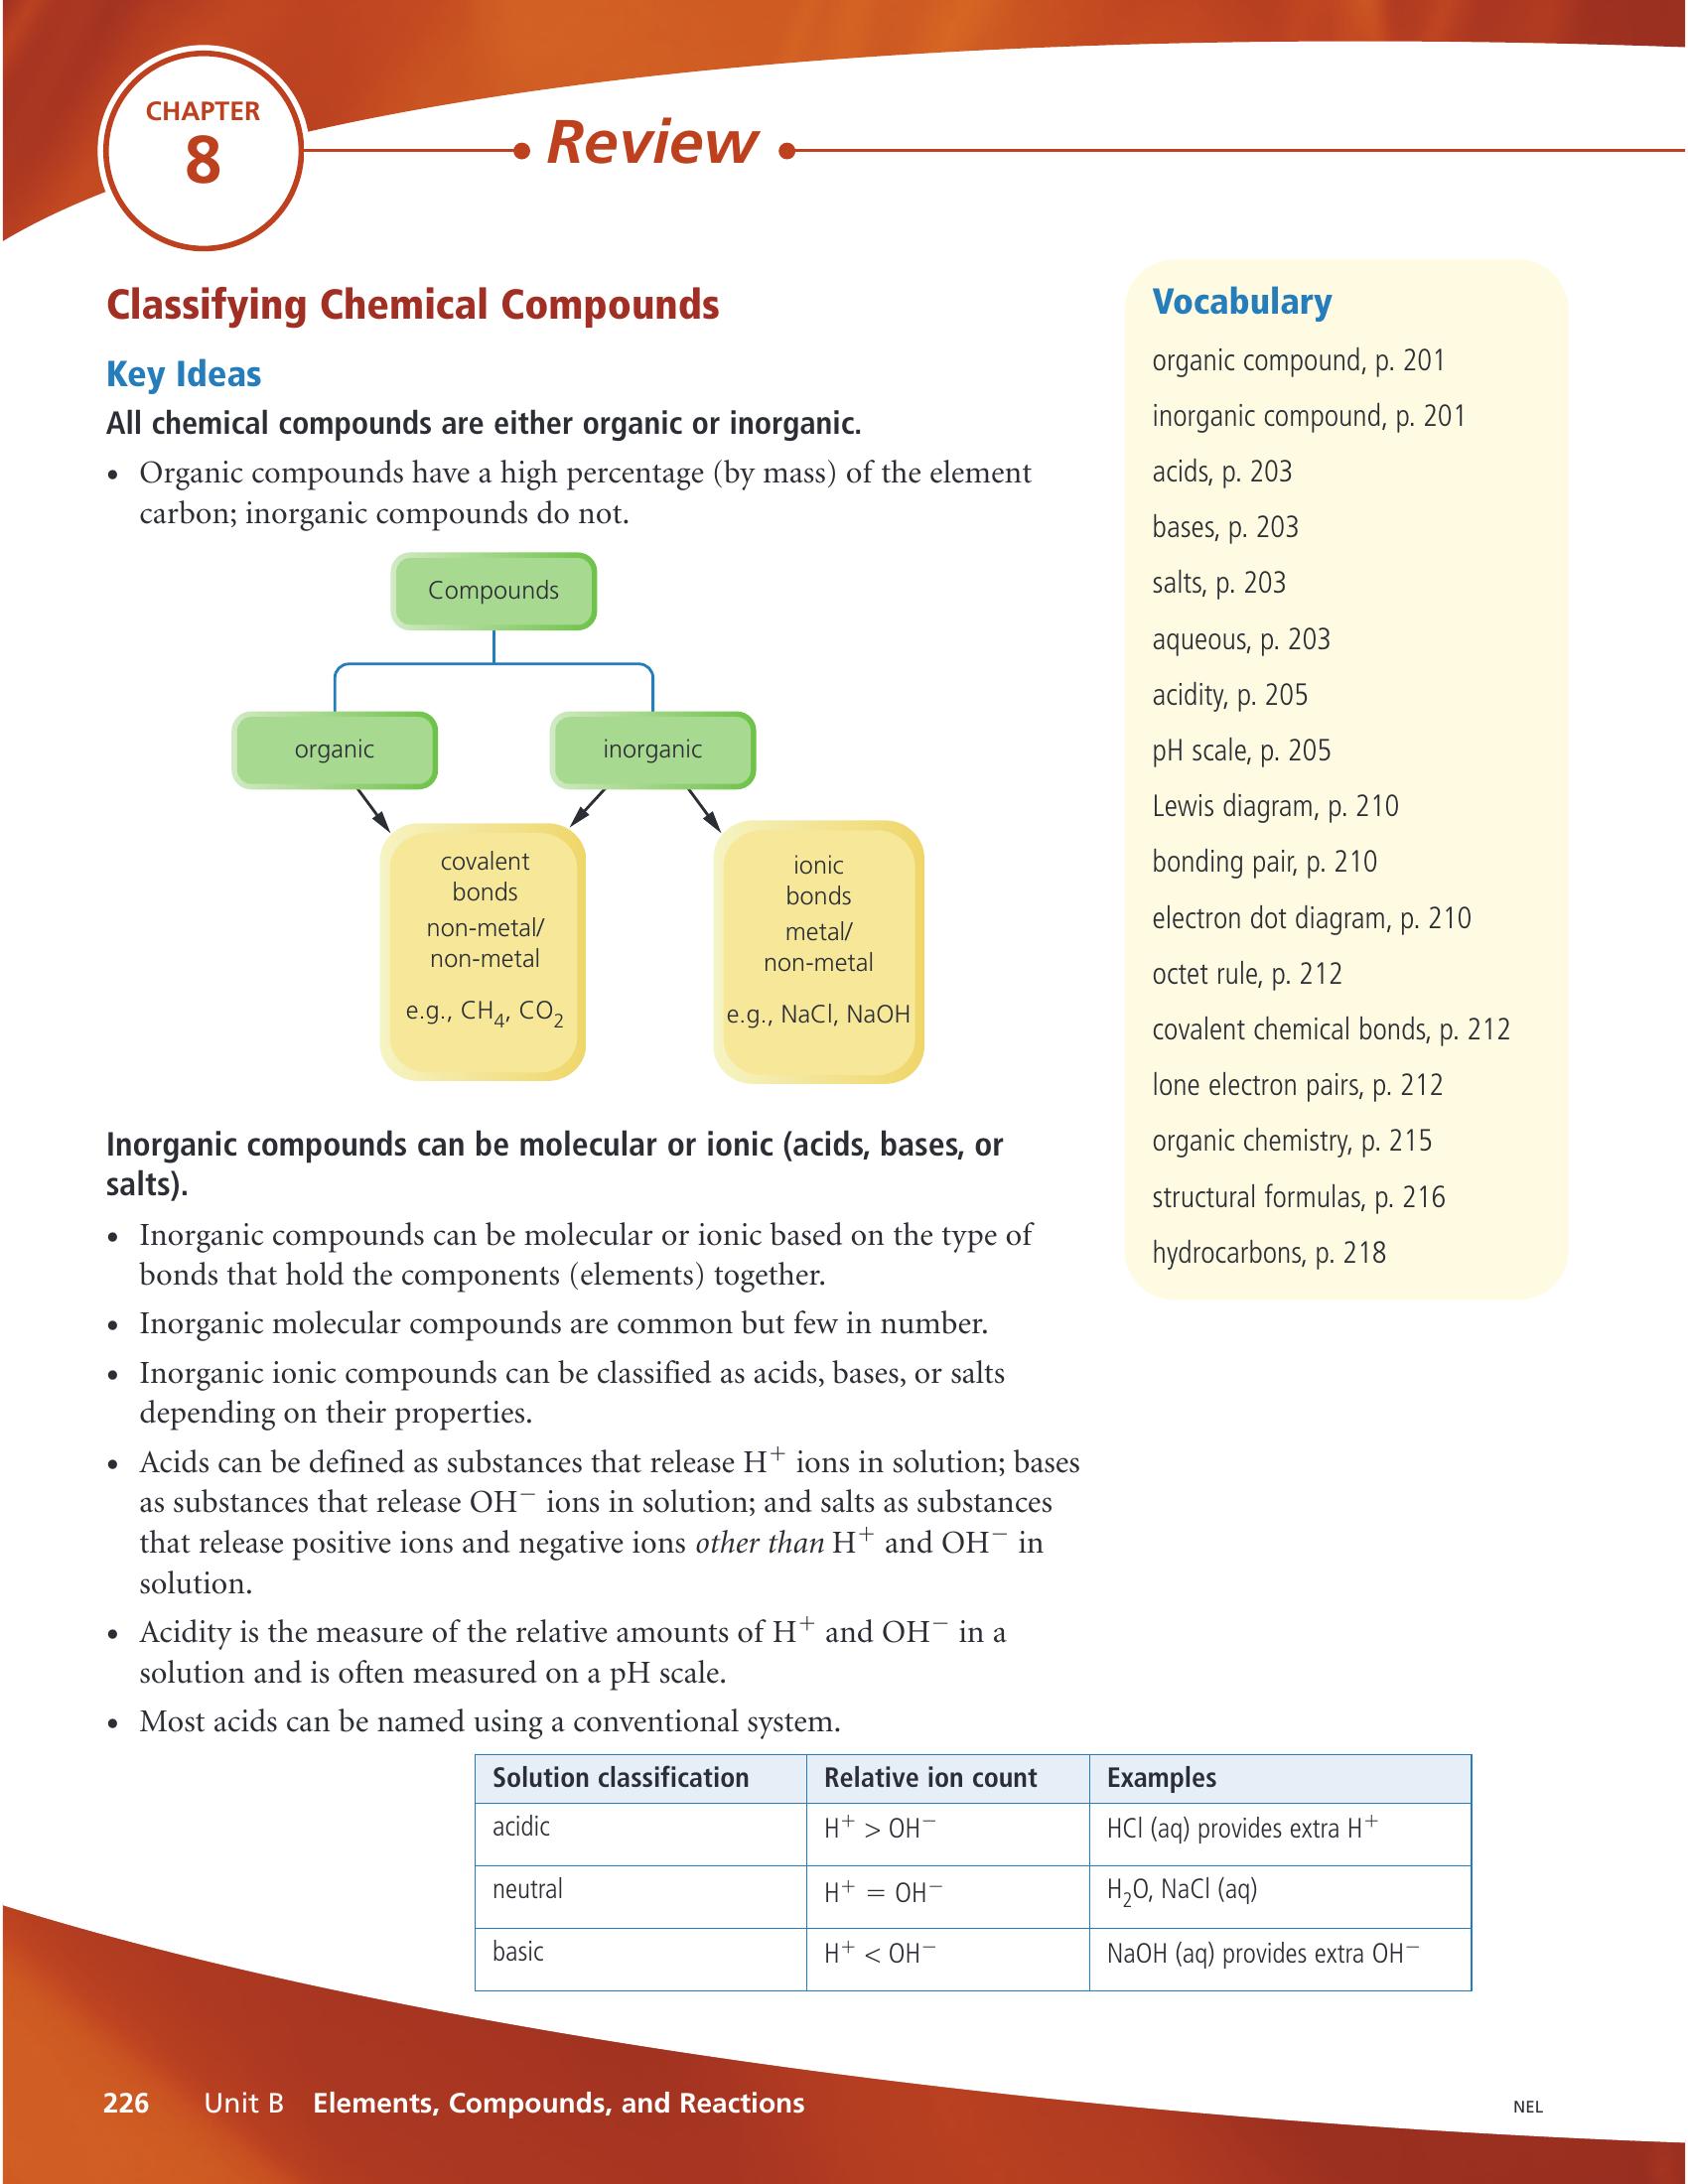 CHAPTER
8
Review
Classifying Chemical Compounds
Key Ideas
All chemical compounds are either organic or inorganic.
• Organic compounds have a high percentage (by mass) of the element
carbon; inorganic compounds do not.
Compounds
organic
inorganic
covalent
bonds
non-metal/
non-metal
e.g., CH₄, CO₂
ionic
bonds
metal/
non-metal
e.g., NaCl, NaOH
Inorganic compounds can be molecular or ionic (acids, bases, or
salts).
• Inorganic compounds can be molecular or ionic based on the type of
bonds that hold the components (elements) together.
• Inorganic molecular compounds are common but few in number.
• Inorganic ionic compounds can be classified as acids, bases, or salts
depending on their properties.
• Acids can be defined as substances that release H⁺ ions in solution; bases
as substances that release OH⁻ ions in solution; and salts as substances
that release positive ions and negative ions other than H⁺ and OH⁻ in
solution.
• Acidity is the measure of the relative amounts of H⁺ and OH⁻ in a
solution and is often measured on a pH scale.
• Most acids can be named using a conventional system.
Solution classification Relative ion count Examples
acidic H⁺ > OH⁻ HCl (aq) provides extra H⁺
neutral H⁺ = OH⁻ H₂O, NaCl (aq)
basic H⁺ < OH⁻ NaOH (aq) provides extra OH⁻
Vocabulary
organic compound, p. 201
inorganic compound, p. 201
acids, p. 203
bases, p. 203
salts, p. 203
aqueous, p. 203
acidity, p. 205
pH scale, p. 205
Lewis diagram, p. 210
bonding pair, p. 210
electron dot diagram, p. 210
octet rule, p. 212
covalent chemical bonds, p. 212
lone electron pairs, p. 212
organic chemistry, p. 215
structural formulas, p. 216
hydrocarbons, p. 218
226 Unit B Elements, Compounds, and Reactions
NEL